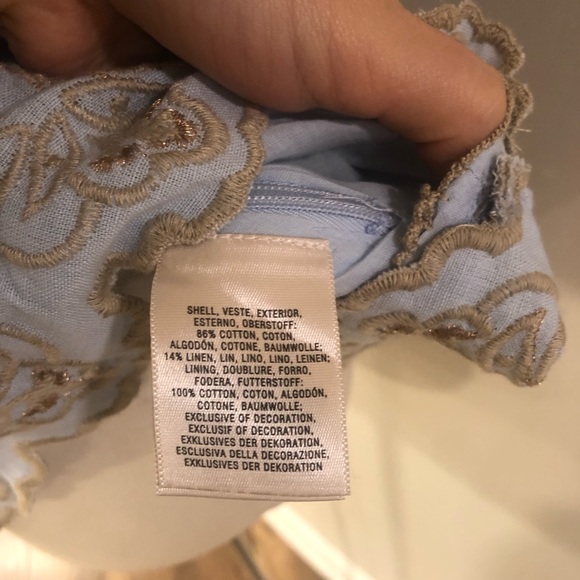 SHELL, VESTE, EXTERIOR,
ESTERNO, OBERSTOFF:
86% COTTON, COTON,
ALGODÓN, COTONE, BAUMWOLLE;
14% LINEN, LIN, LINO, LINO, LEINEN;
LINING, DOUBLURE, FORRO,
FODERA, FUTTERSTOFF:
100% COTTON, COTON, ALGODÓN,
COTONE, BAUMWOLLE;
EXCLUSIVE OF DECORATION,
EXCLUSIF OF DECORATION,
EXKLUSIVES DER DEKORATION,
ESCLUSIVA DELLA DECORAZIONE,
EXKLUSIVES DER DEKORATION